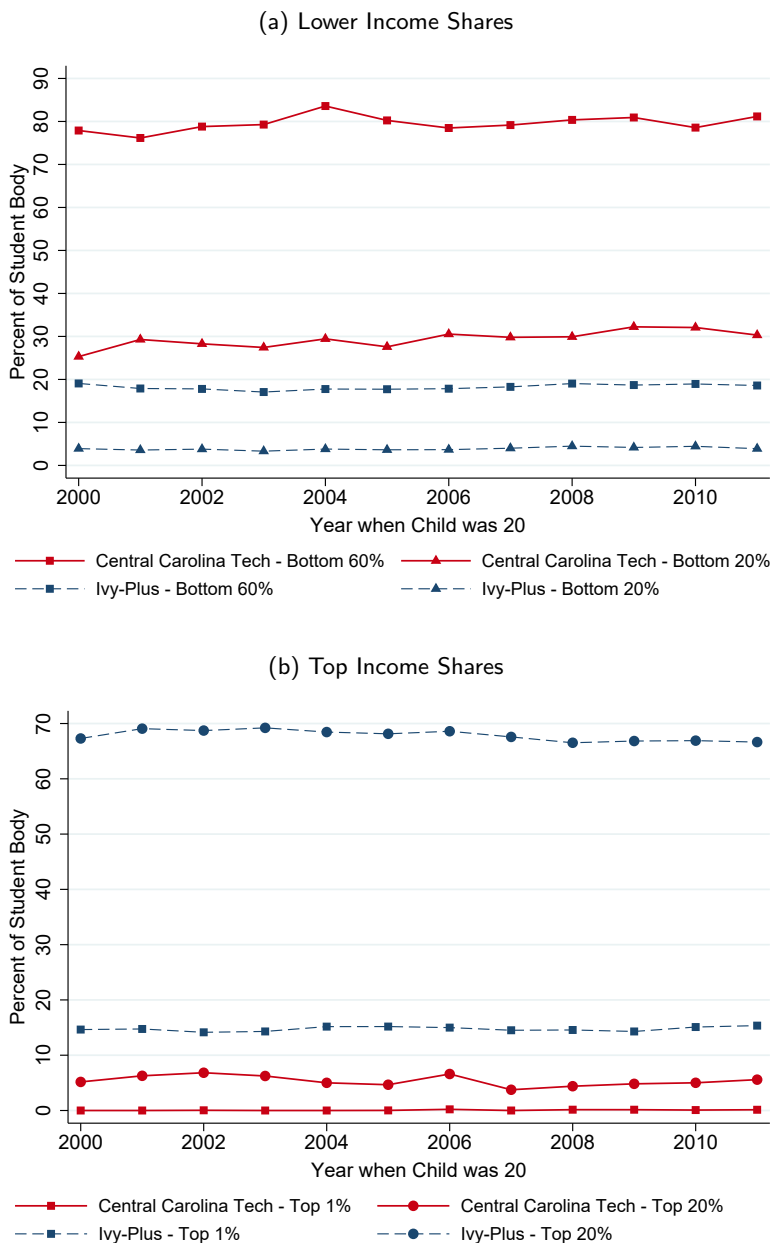 (a) Lower Income Shares
Percent of Student Body
90
80
70
60
50
40
30
20
10
0
2000 2002 2004 2006 2008 2010
Year when Child was 20
Central Carolina Tech - Bottom 60% Central Carolina Tech - Bottom 20%
Ivy-Plus - Bottom 60% Ivy-Plus - Bottom 20%
(b) Top Income Shares
Percent of Student Body
70
60
50
40
30
20
10
0
2000 2002 2004 2006 2008 2010
Year when Child was 20
Central Carolina Tech - Top 1% Central Carolina Tech - Top 20%
Ivy-Plus - Top 1% Ivy-Plus - Top 20%